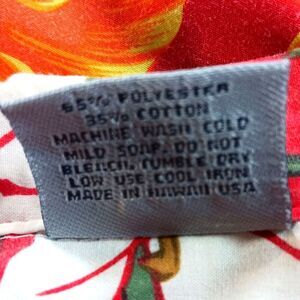 65% POLYESTER
35% COTTON
MACHINE WASH COLD
MILD SOAP. DO NOT
BLEACH. TUMBLE DRY
LOW USE COOL IRON
MADE IN HAWAII USA